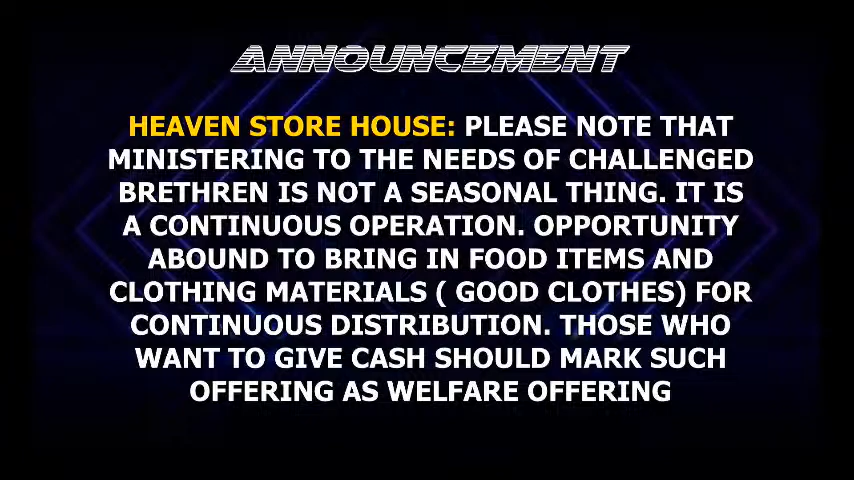 ANNOUNCEMENT
HEAVEN STORE HOUSE: PLEASE NOTE THAT
MINISTERING TO THE NEEDS OF CHALLENGED
BRETHREN IS NOT A SEASONAL THING. IT IS
A CONTINUOUS OPERATION. OPPORTUNITY
ABOUND TO BRING IN FOOD ITEMS AND
CLOTHING MATERIALS ( GOOD CLOTHES) FOR
CONTINUOUS DISTRIBUTION. THOSE WHO
WANT TO GIVE CASH SHOULD MARK SUCH
OFFERING AS WELFARE OFFERING